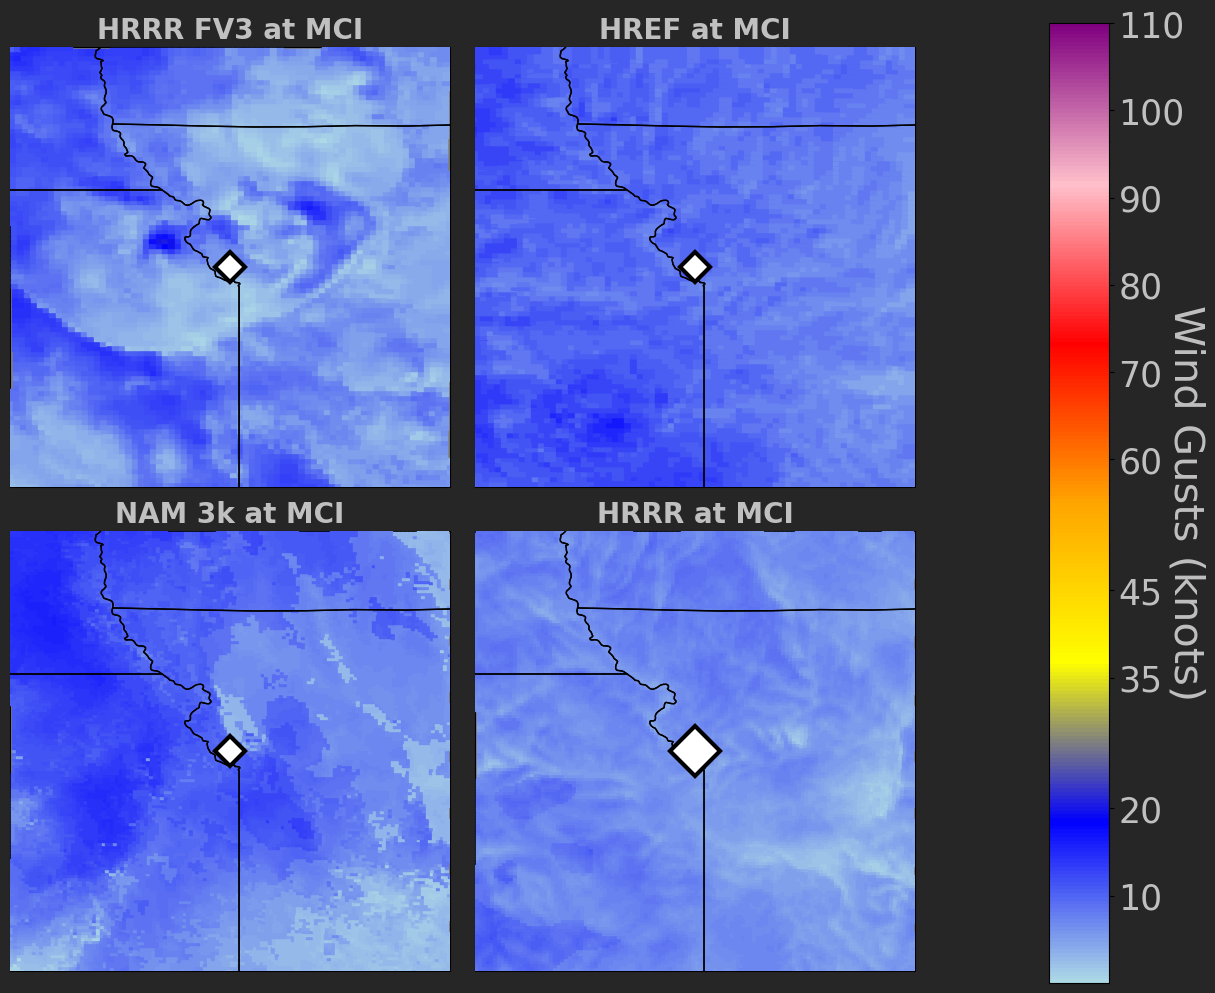 HRRR FV3 at MCI
HREF at MCI
NAM 3k at MCI
HRRR at MCI
110
100
90
80
70
60
45
35
20
10
Wind Gusts (knots)